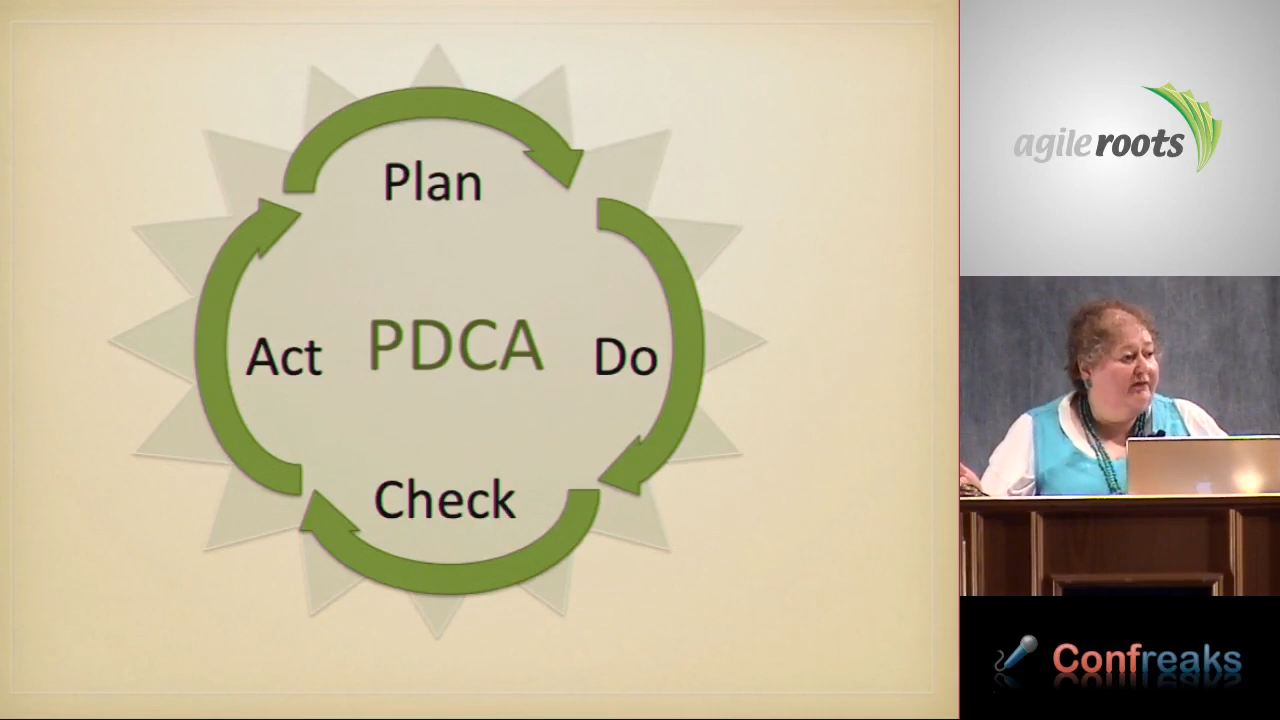 Plan
Act PDCA Do
Check
agile roots
Confreaks